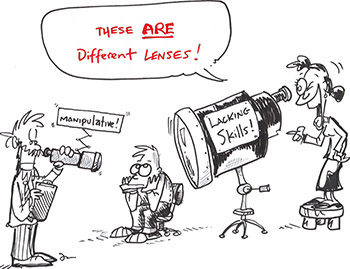 THESE ARE
Different LENSES!
MANIPULATIVE!
LACKING
Skills!